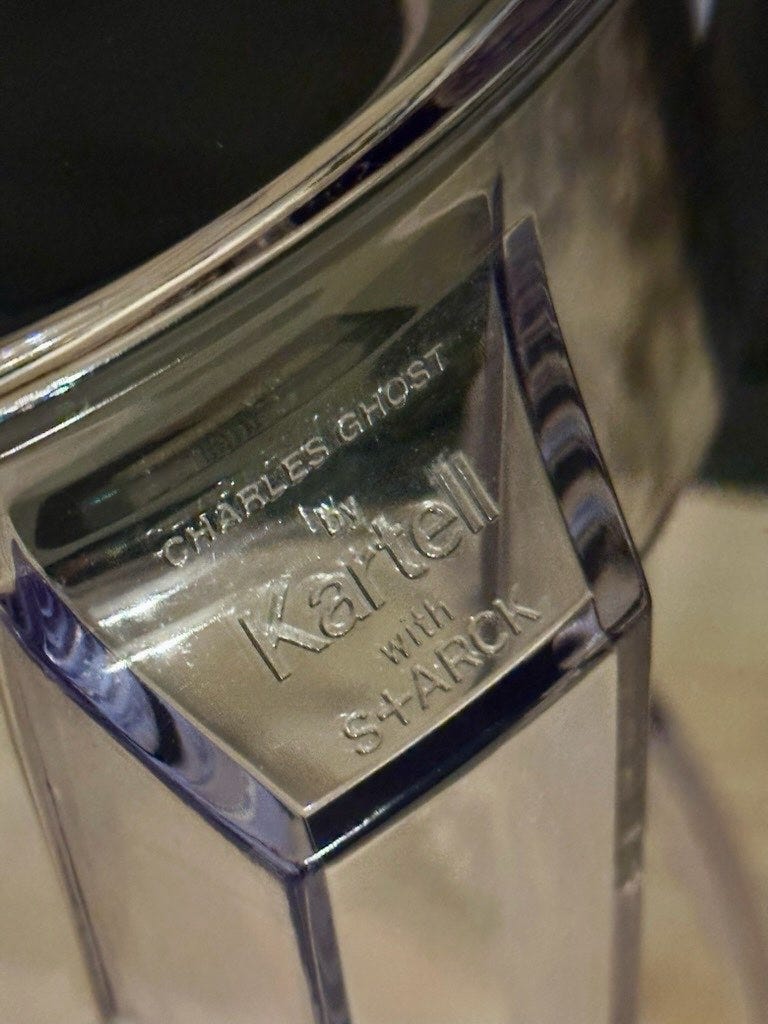 CHARLES GHOST
by
Kartell
with
S+ARCK